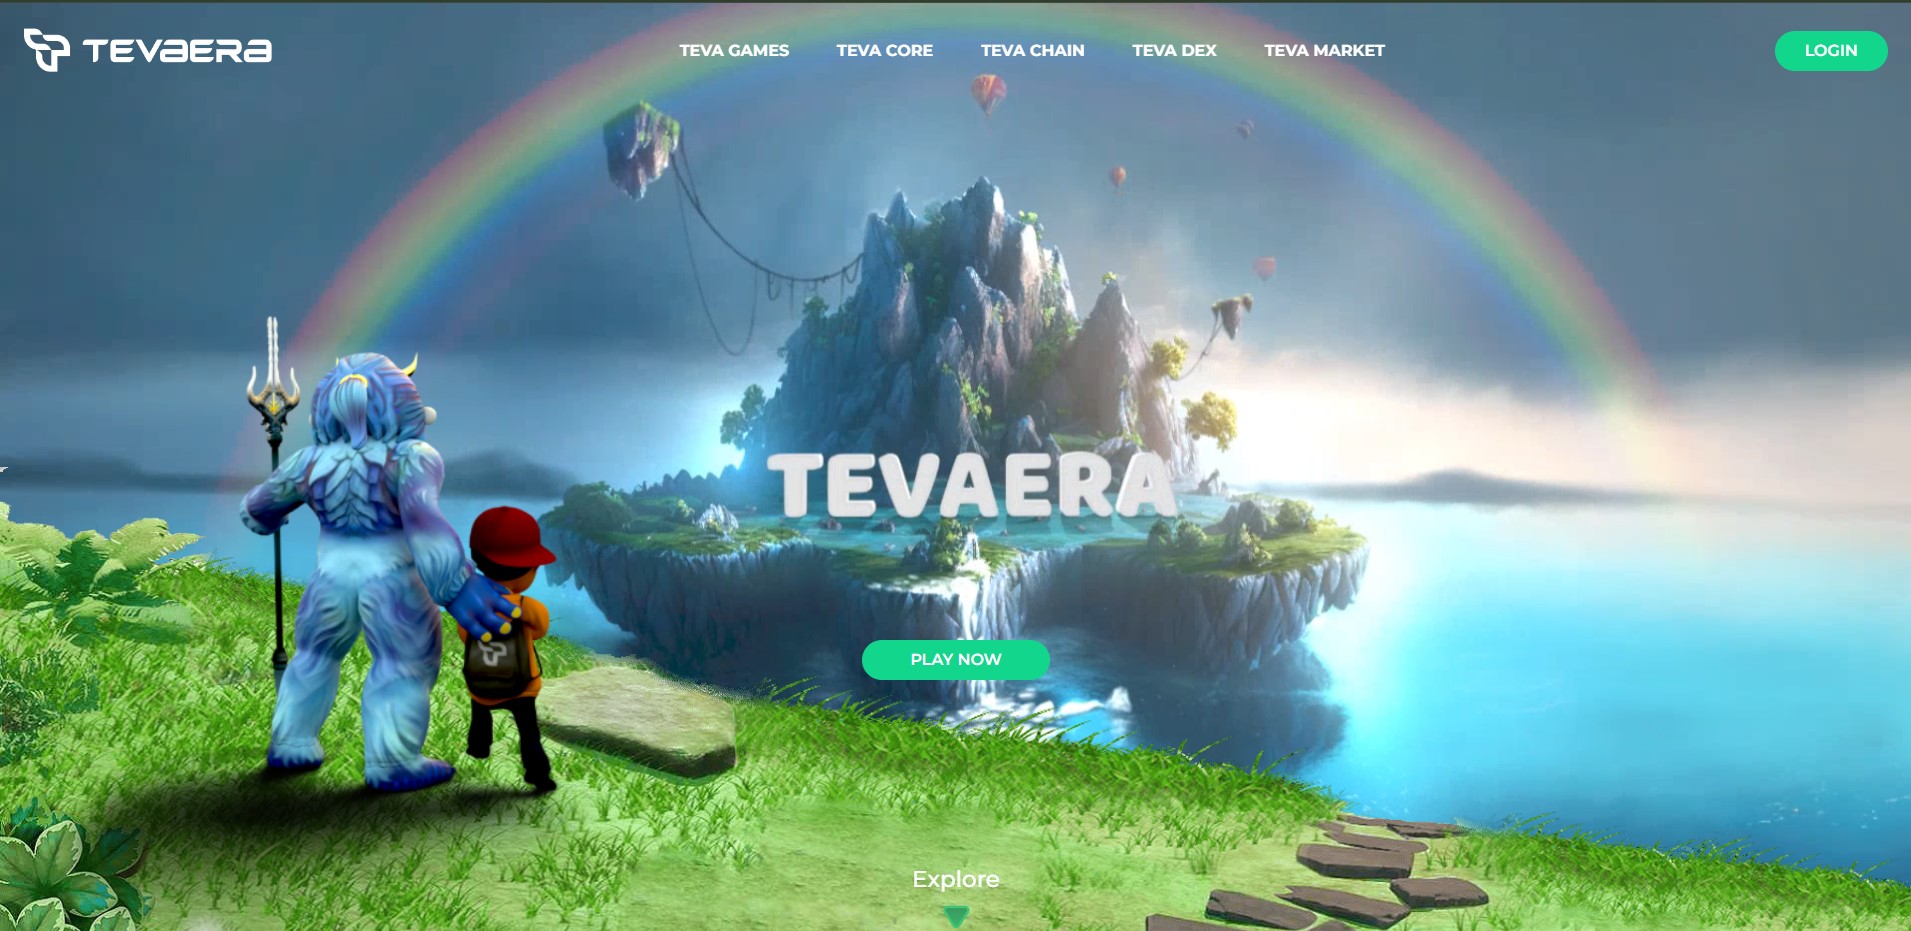 TEVAERA
TEVA GAMES
TEVA CORE
TEVA CHAIN
TEVA DEX
TEVA MARKET
LOGIN
TEVAERA
PLAY NOW
Explore